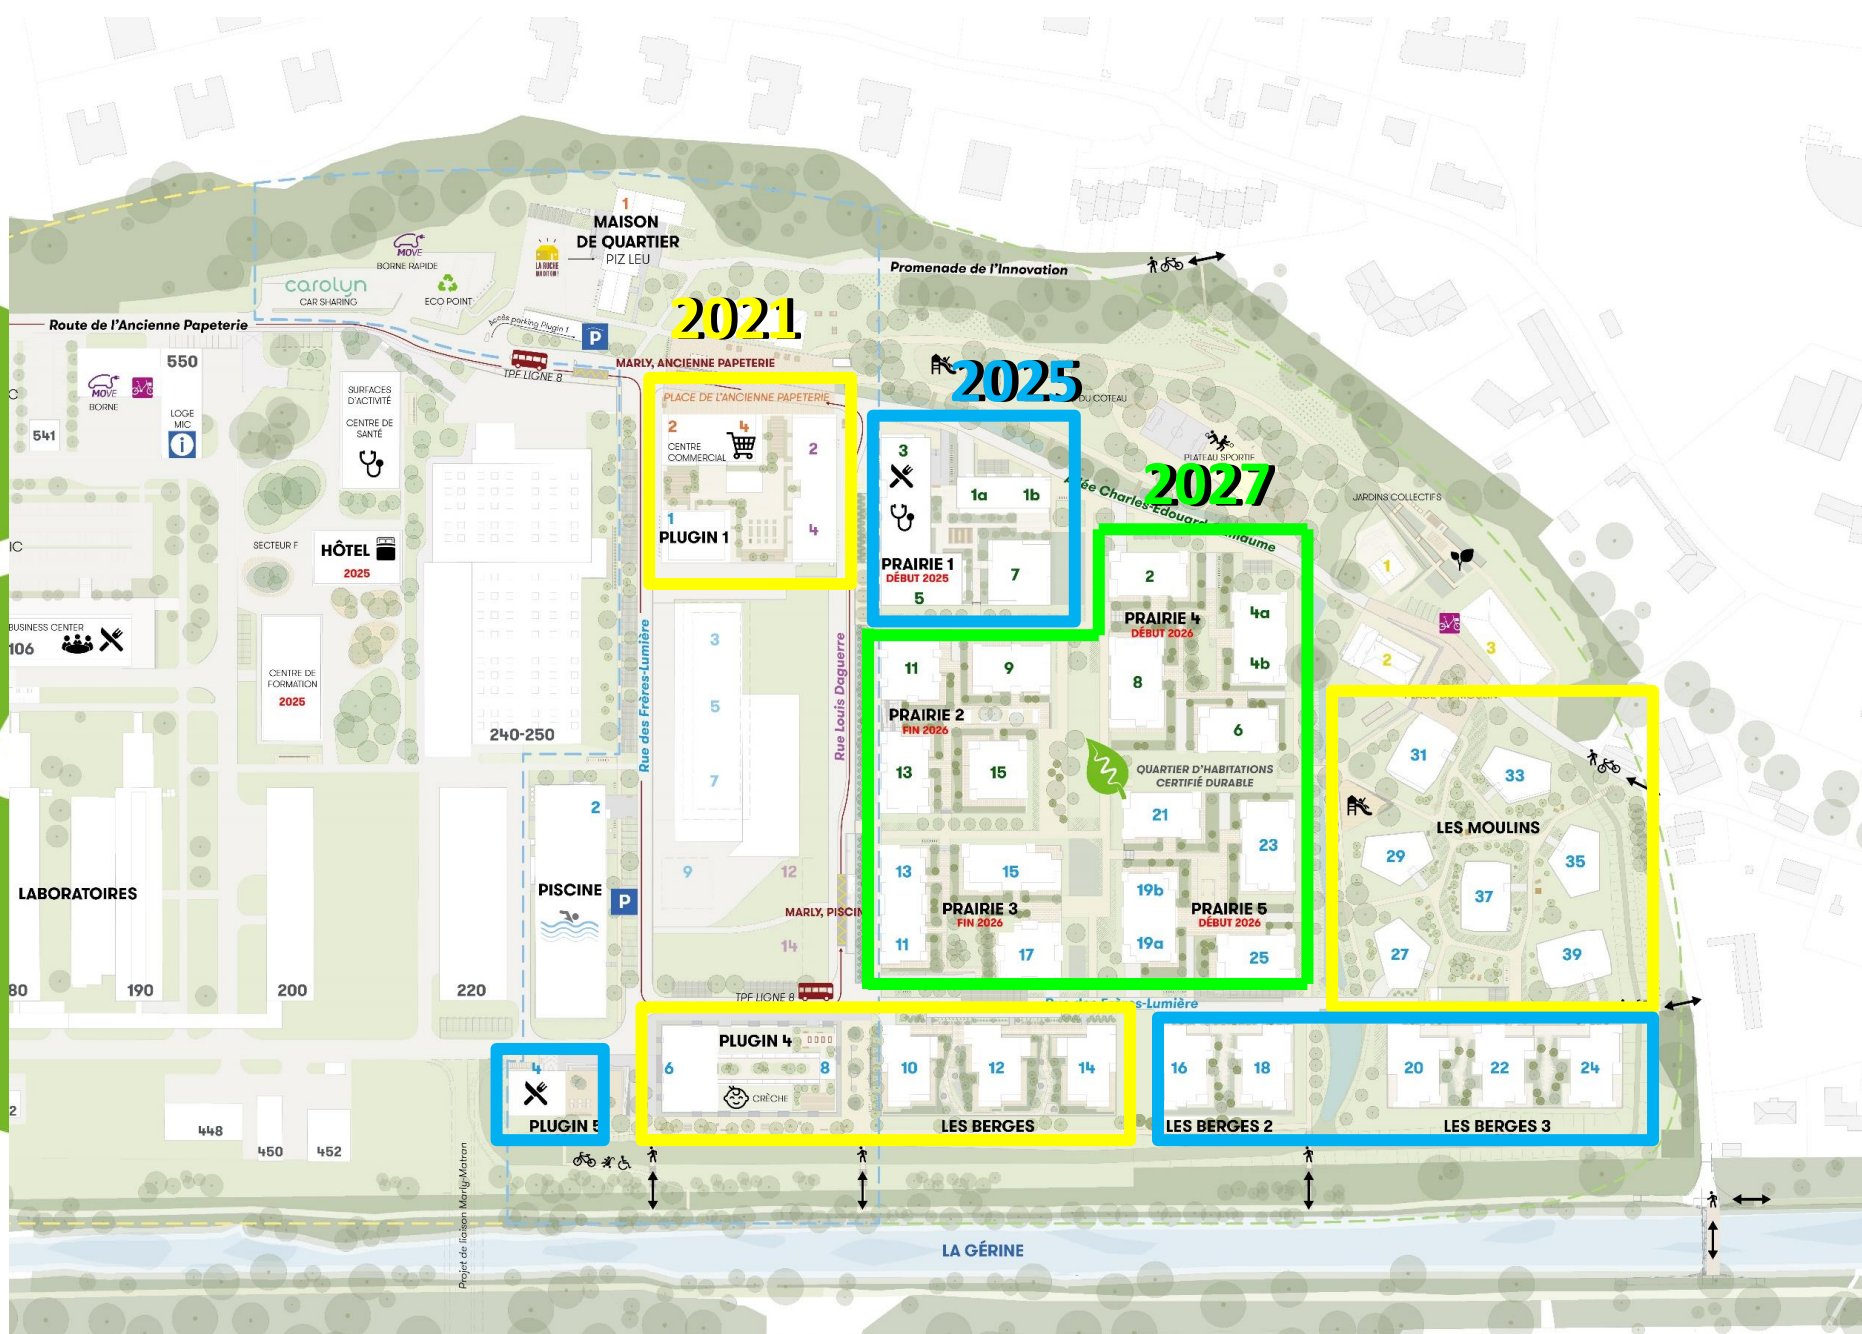 1
MAISON
DE QUARTIER
PIZ LEU
LA RUCHE
QUI DIT OUI !
MOVE
BORNE RAPIDE
carolyn
CAR SHARING
ECO POINT
Promenade de l'Innovation
Route de l'Ancienne Papeterie
Accès parking Plugin 1
P
2021
MARLY, ANCIENNE PAPETERIE
TPF LIGNE 8
2025
DU COTEAU
PLATEAU SPORTIF
2027
JARDINS COLLECTIFS
550
MOVE
BORNE
LOGE
MIC
i
C
541
SURFACES
D'ACTIVITÉ
CENTRE DE
SANTÉ
PLACE DE L'ANCIENNE PAPETERIE
2
4
CENTRE
COMMERCIAL
2
4
1
PLUGIN 1
3
1a
1b
PRAIRIE 1
DÉBUT 2025
5
7
SECTEUR F
HÔTEL
2025
IC
BUSINESS CENTER
106
CENTRE DE
FORMATION
2025
240-250
Rue des Frères-Lumière
Rue Louis Daguerre
3
5
7
9
12
14
2
PRAIRIE 4
DÉBUT 2026
4a
4b
8
6
11
9
PRAIRIE 2
FIN 2026
13
15
QUARTIER D'HABITATIONS
CERTIFIÉ DURABLE
1
2
3
31
33
LES MOULINS
29
35
37
27
39
21
23
19b
PRAIRIE 5
DÉBUT 2026
19a
25
13
15
PRAIRIE 3
FIN 2026
11
17
2
PISCINE
P
MARLY, PISCIN
LABORATOIRES
80
190
200
220
TPF LIGNE 8
PLUGIN 4
6
8
CRÈCHE
10
12
14
LES BERGES
16
18
LES BERGES 2
20
22
24
LES BERGES 3
4
PLUGIN 5
2
448
450
452
Projet de liaison Marly-Matran
LA GÉRINE